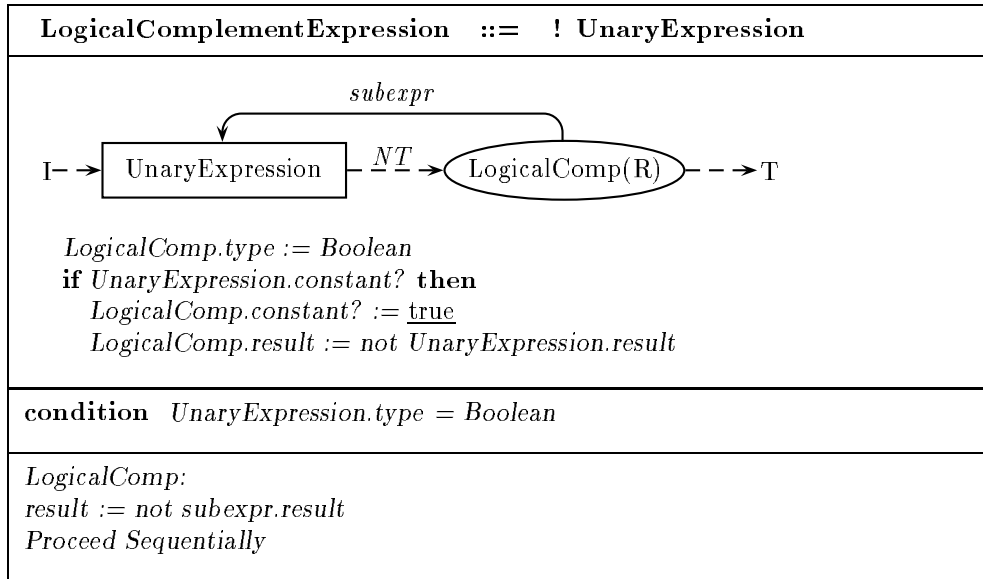 LogicalComplementExpression ::= ! UnaryExpression
subexpr
I UnaryExpression NT LogicalComp(R) T
LogicalComp.type := Boolean
if UnaryExpression.constant? then
LogicalComp.constant? := true
LogicalComp.result := not UnaryExpression.result
condition UnaryExpression.type = Boolean
LogicalComp:
result := not subexpr.result
Proceed Sequentially